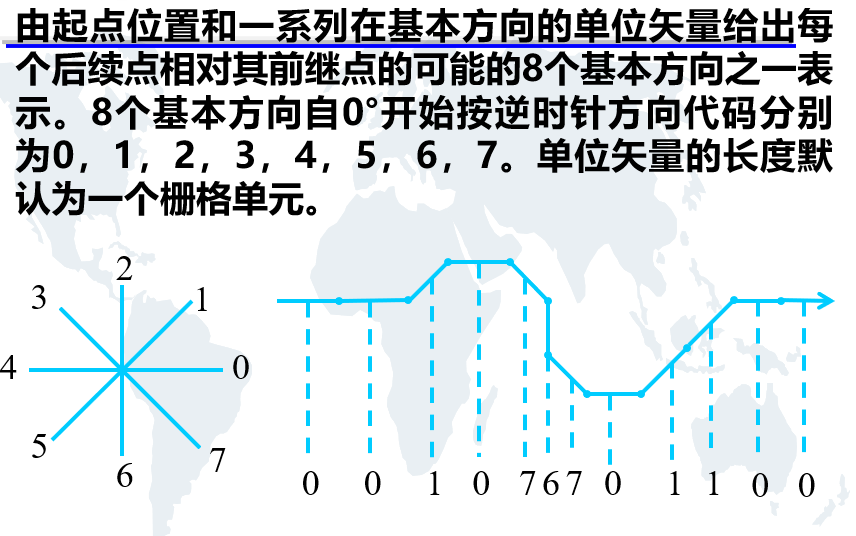 由起点位置和一系列在基本方向的单位矢量给出每
个后续点相对其前继点的可能的8个基本方向之一表
示。8个基本方向自0°开始按逆时针方向代码分别
为0，1，2，3，4，5，6，7。单位矢量的长度默
认为一个栅格单元。
2
3
1
4
0
5
7
6
0 0 1 0 7 6 7 0 1 1 0 0